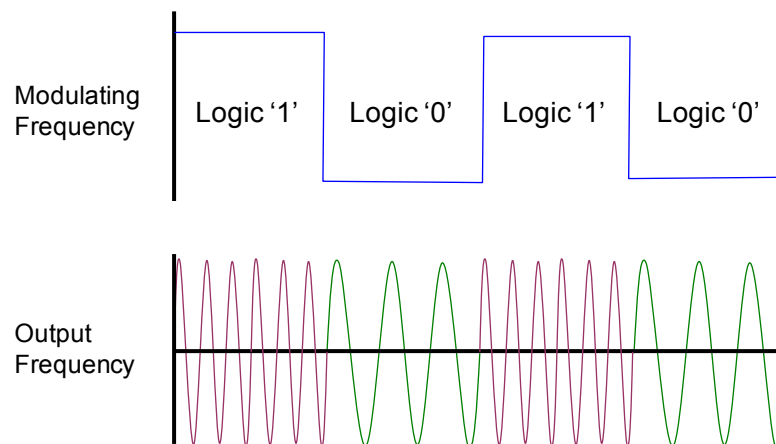 Modulating
Frequency
Logic ‘1’ Logic ‘0’ Logic ‘1’ Logic ‘0’
Output
Frequency